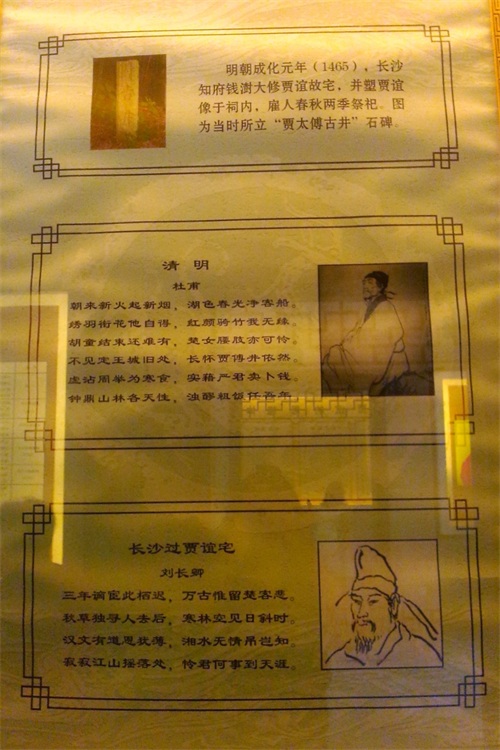 明朝成化元年（1465），长沙
知府钱澍大修贾谊故宅，并塑贾谊
像于祠内，雇人春秋两季祭祀。图
为当时所立“贾太傅古井”石碑。
清 明
杜甫
朝来新火起新烟，湖色春光净客船。
绣羽衔花他自得，红颜骑竹我无缘。
胡童结束还难有，楚女腰肢亦可怜。
不见定王城旧处，长怀贾傅井依然。
虚沾周举为寒食，实藉严君卖卜钱。
钟鼎山林各天性，浊醪粗饭任吾年。
长沙过贾谊宅
刘长卿
三年谪宦此栖迟，万古惟留楚客悲。
秋草独寻人去后，寒林空见日斜时。
汉文有道恩犹薄，湘水无情吊岂知。
寂寂江山摇落处，怜君何事到天涯。